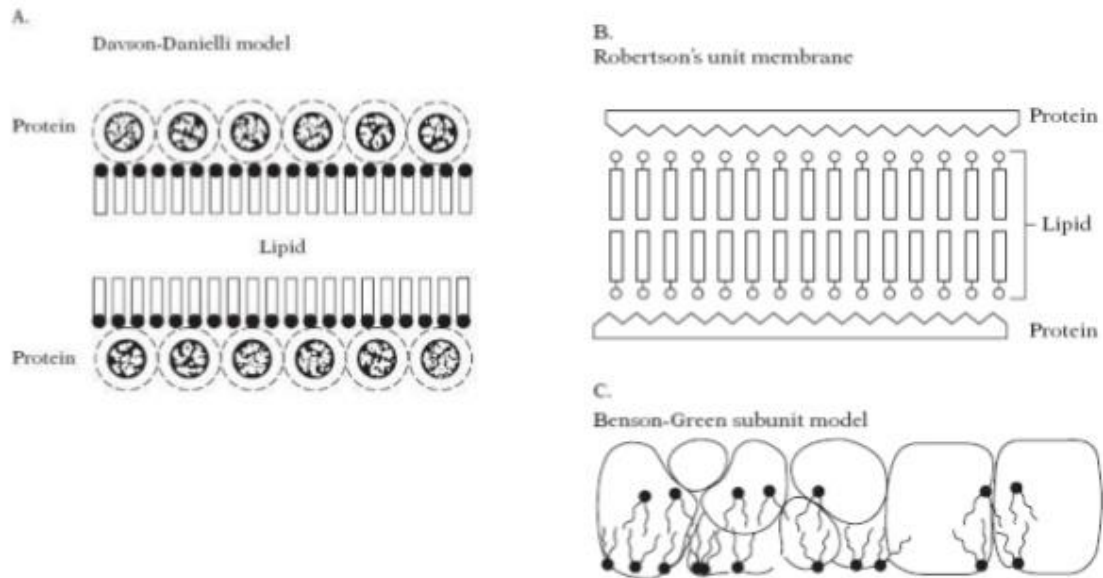 A.
Davson-Danielli model
Protein
Lipid
Protein
B.
Robertson's unit membrane
Protein
Lipid
Protein
C.
Benson-Green subunit model